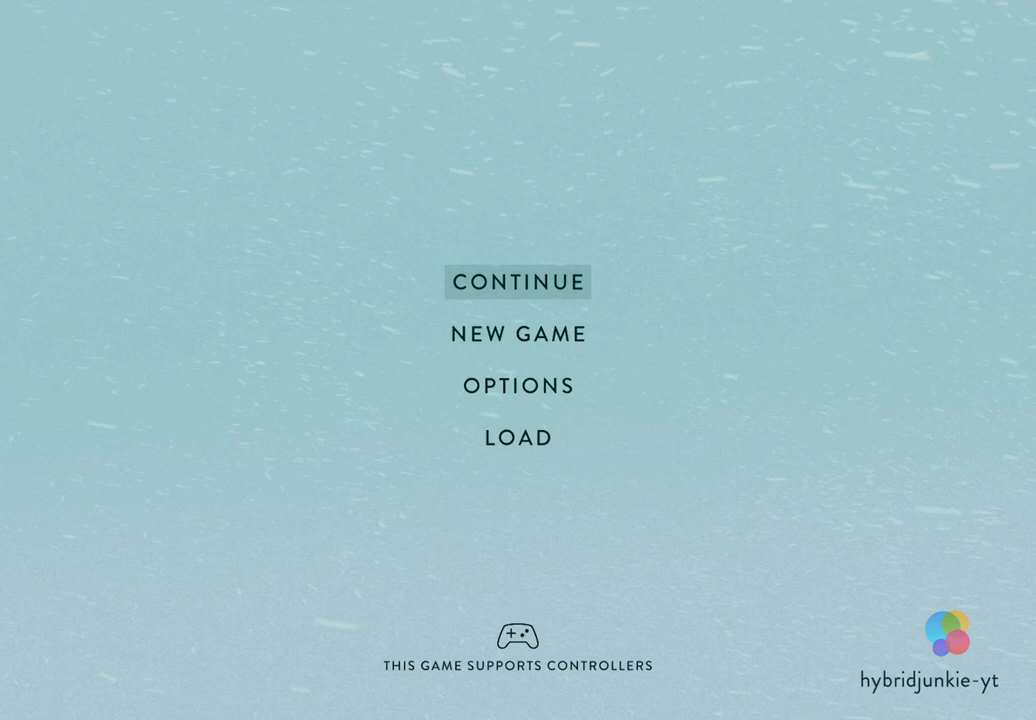 CONTINUE
NEW GAME
OPTIONS
LOAD
THIS GAME SUPPORTS CONTROLLERS
hybridjunkie-yt